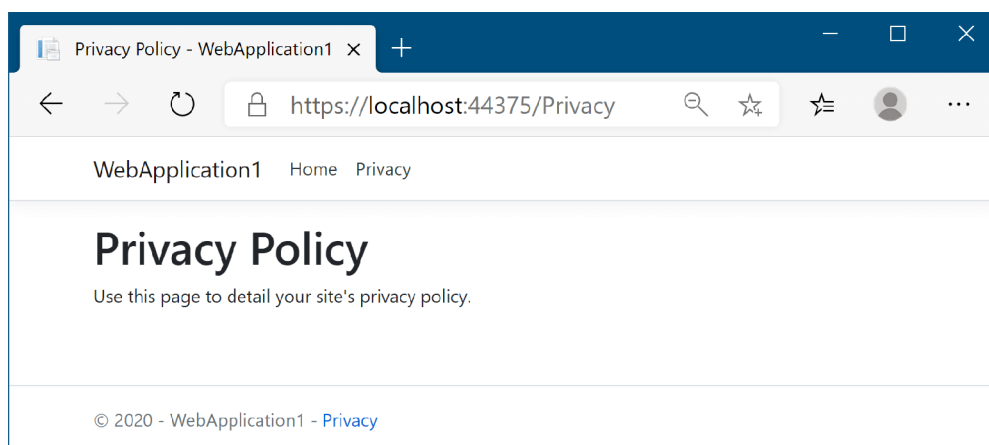 Privacy Policy - WebApplication1
https://localhost:44375/Privacy
WebApplication1 Home Privacy
Privacy Policy
Use this page to detail your site's privacy policy.
© 2020 - WebApplication1 - Privacy